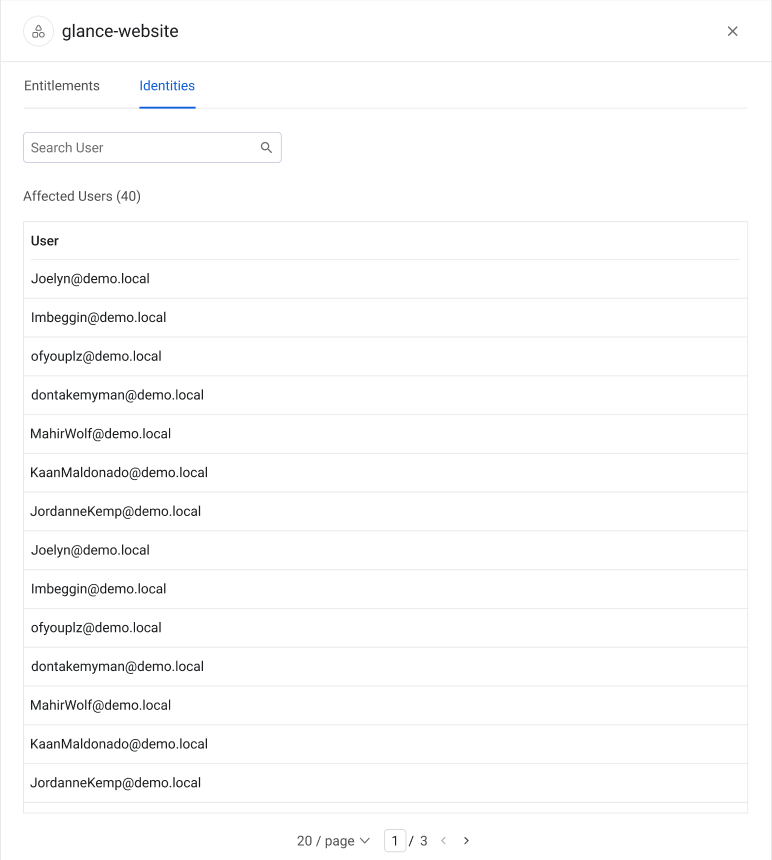 glance-website
Entitlements Identities
Search User
Affected Users (40)
User
Joelyn@demo.local
Imbeggin@demo.local
ofyouplz@demo.local
dontakemyman@demo.local
MahirWolf@demo.local
KaanMaldonado@demo.local
JordanneKemp@demo.local
Joelyn@demo.local
Imbeggin@demo.local
ofyouplz@demo.local
dontakemyman@demo.local
MahirWolf@demo.local
KaanMaldonado@demo.local
JordanneKemp@demo.local
20 / page 1 / 3